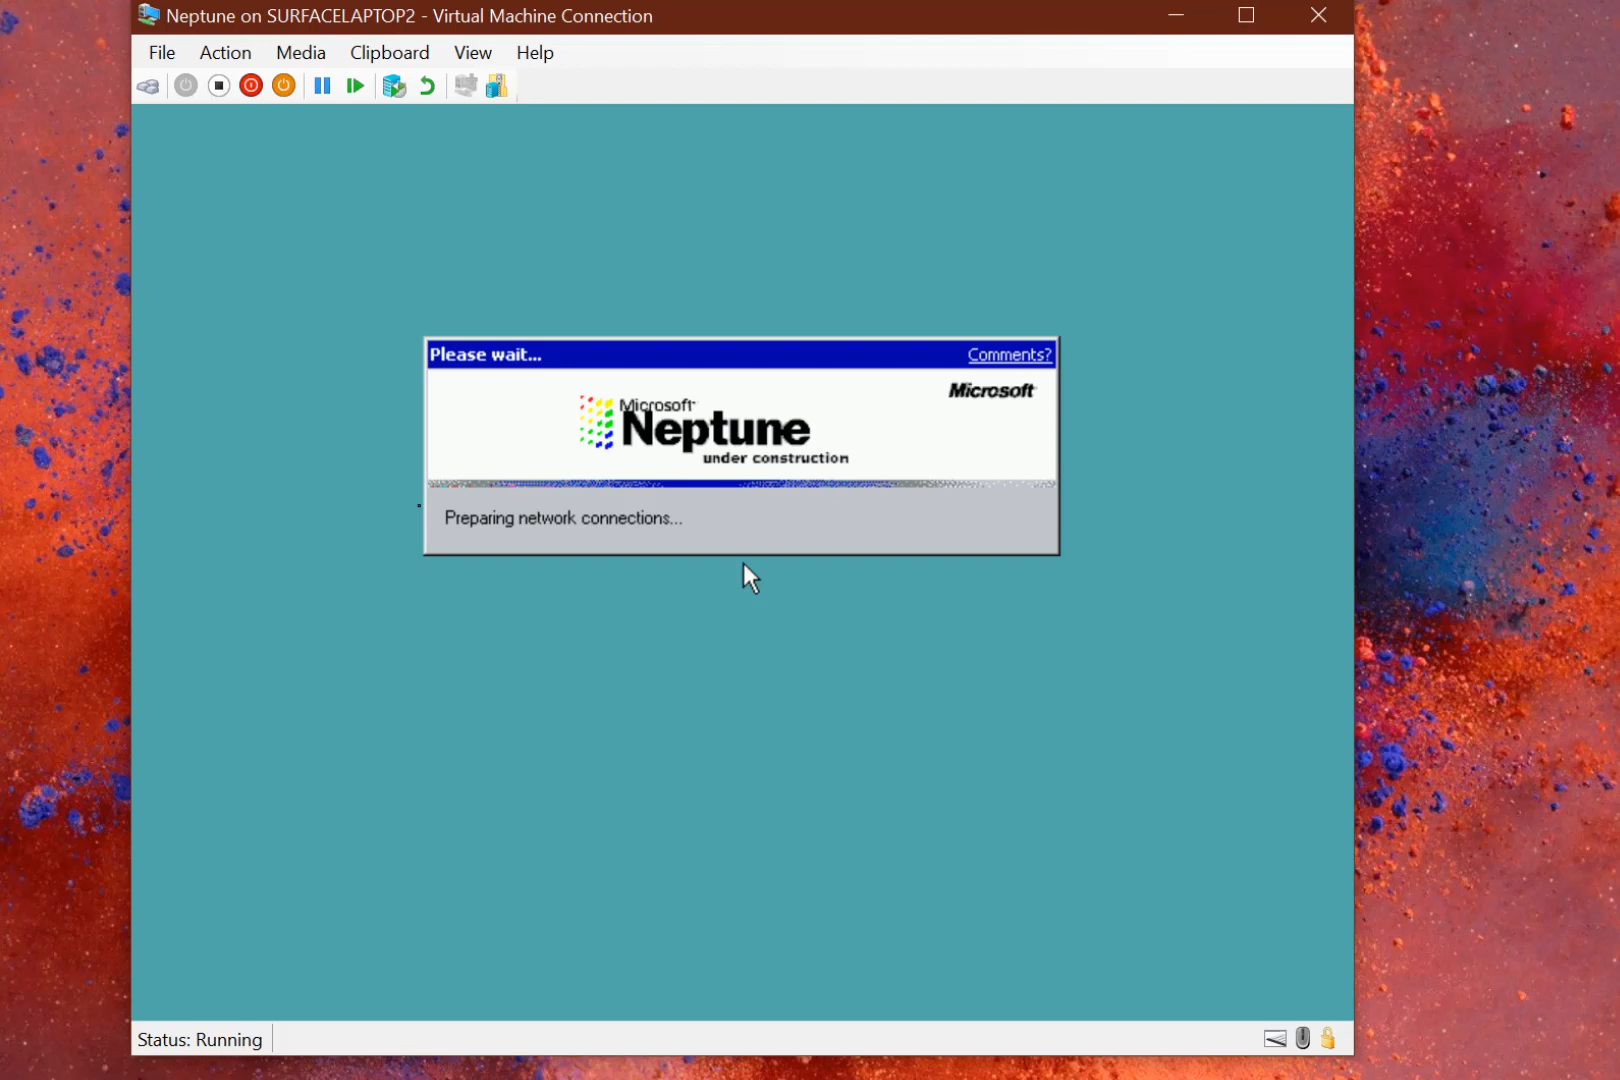 Neptune on SURFACELAPTOP2 - Virtual Machine Connection
File Action Media Clipboard View Help
Please wait... Comments?
Microsoft
Microsoft
Neptune
under construction
Preparing network connections...
Status: Running